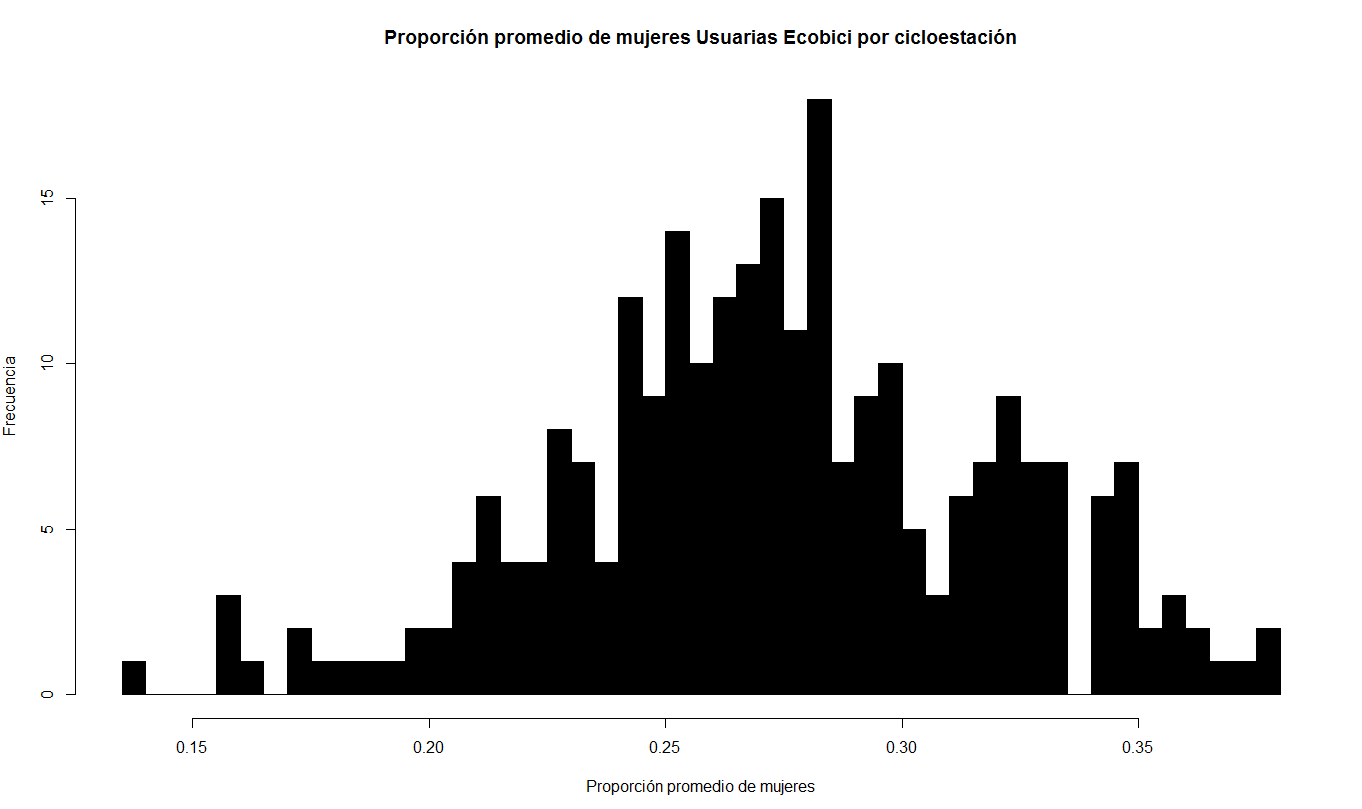 Proporción promedio de mujeres Usuarias Ecobici por cicloestación
Frecuencia
15
10
5
0
0.15 0.20 0.25 0.30 0.35
Proporción promedio de mujeres